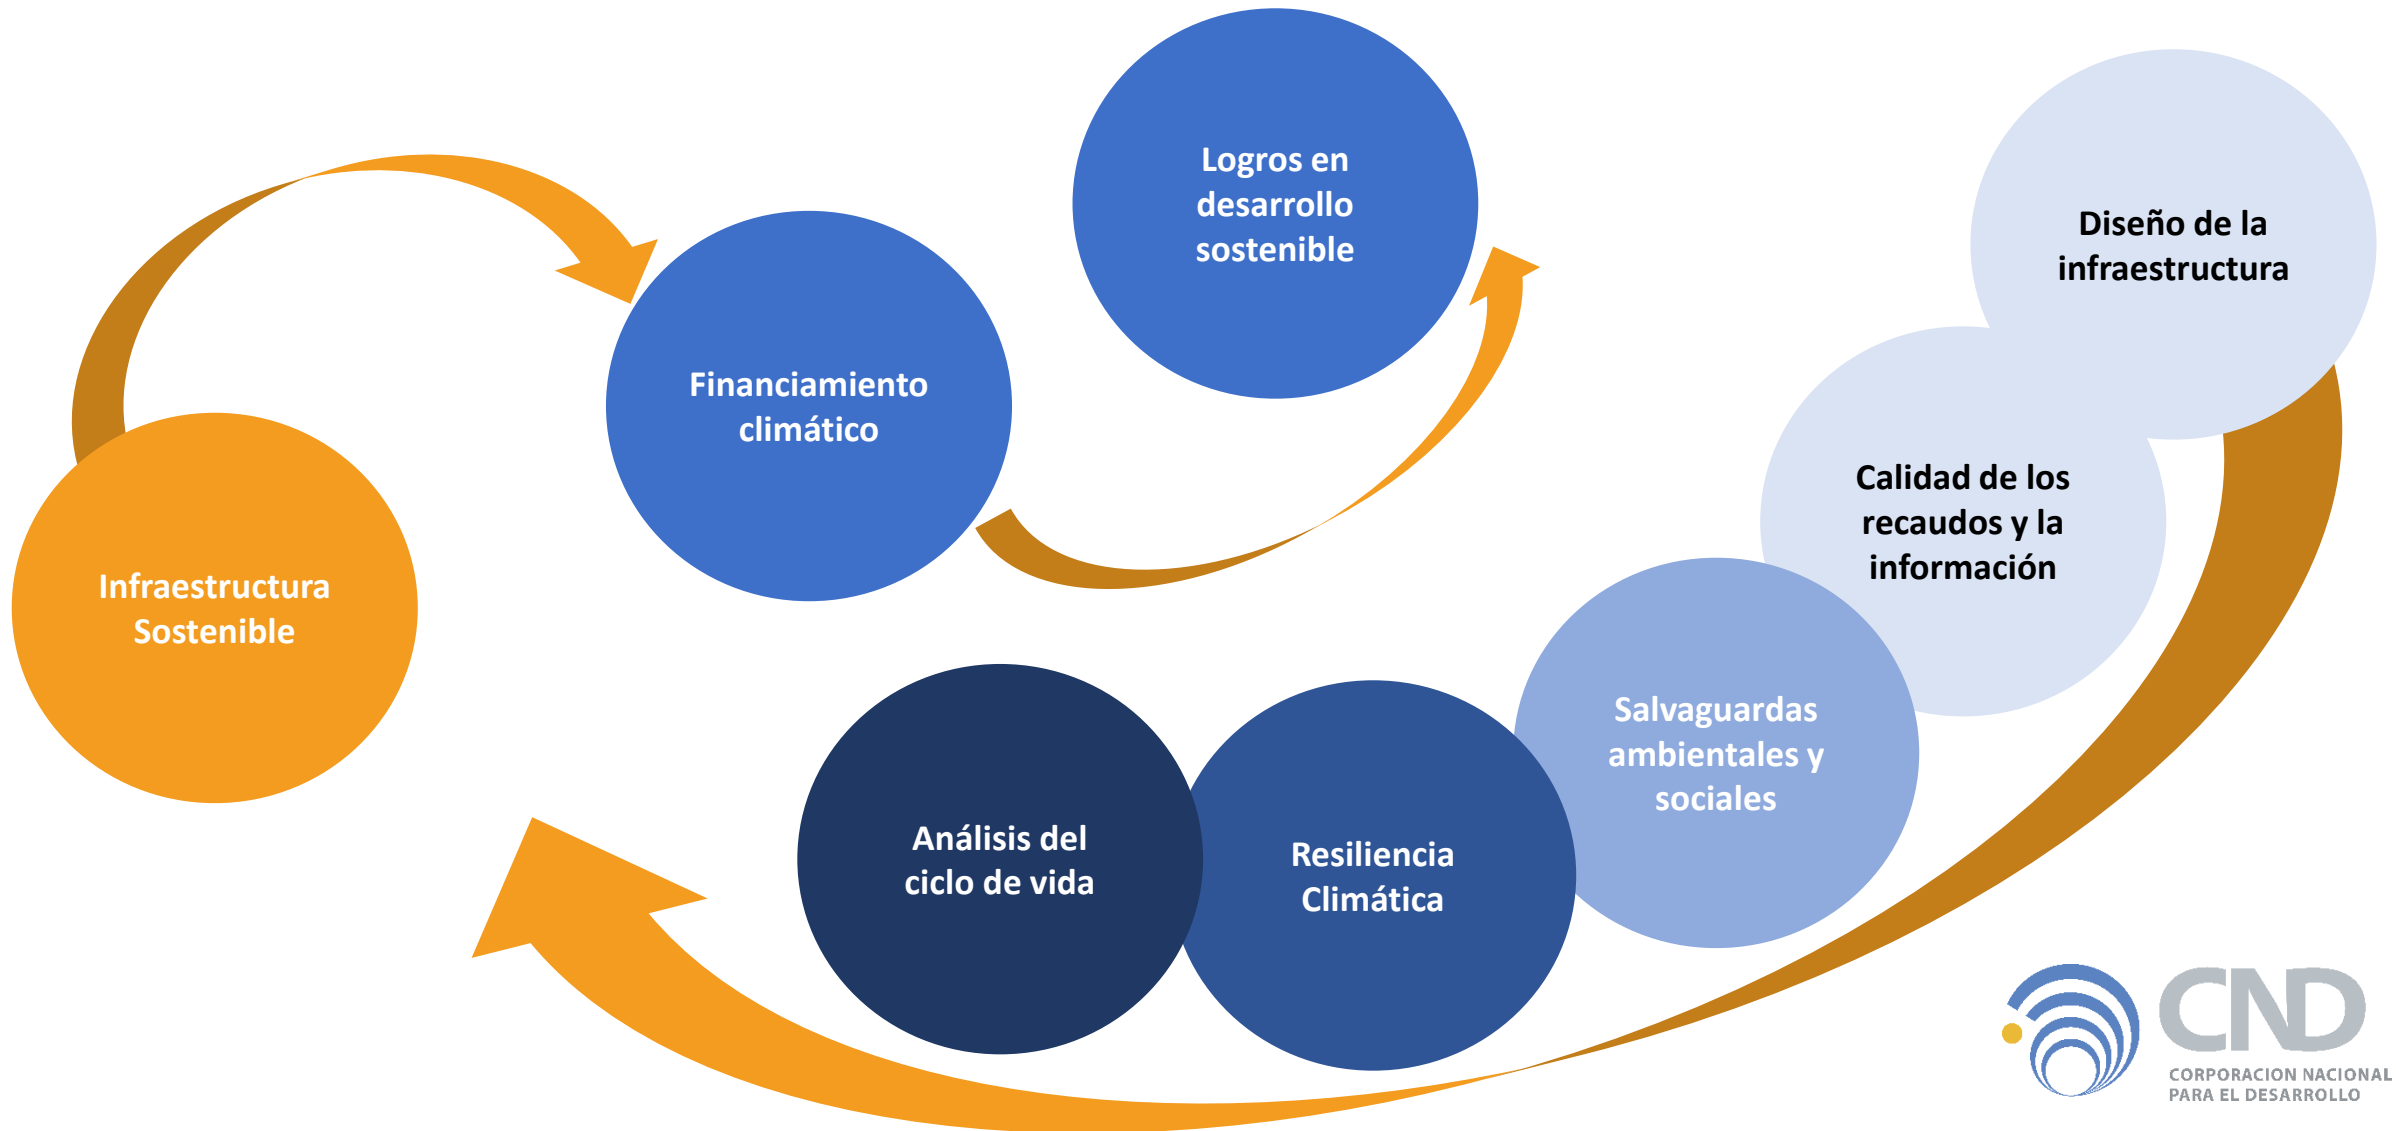 Logros en
desarrollo
sostenible
Diseño de la
infraestructura
Financiamiento
climático
Calidad de los
recaudos y la
información
Infraestructura
Sostenible
Salvaguardas
ambientales y
sociales
Análisis del
ciclo de vida
Resiliencia
Climática
CND
CORPORACION NACIONAL
PARA EL DESARROLLO